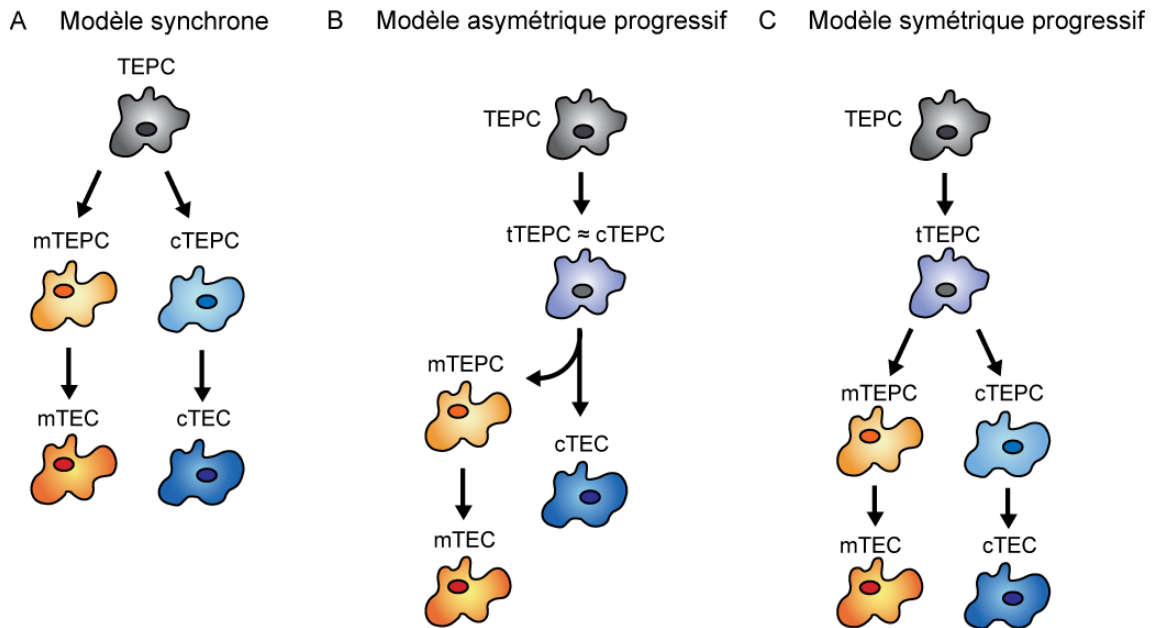 A Modèle synchrone
TEPC
mTEPC cTEPC
mTEC cTEC
B Modèle asymétrique progressif
TEPC
tTEPC ≈ cTEPC
mTEPC
cTEC
mTEC
C Modèle symétrique progressif
TEPC
tTEPC
mTEPC cTEPC
mTEC cTEC